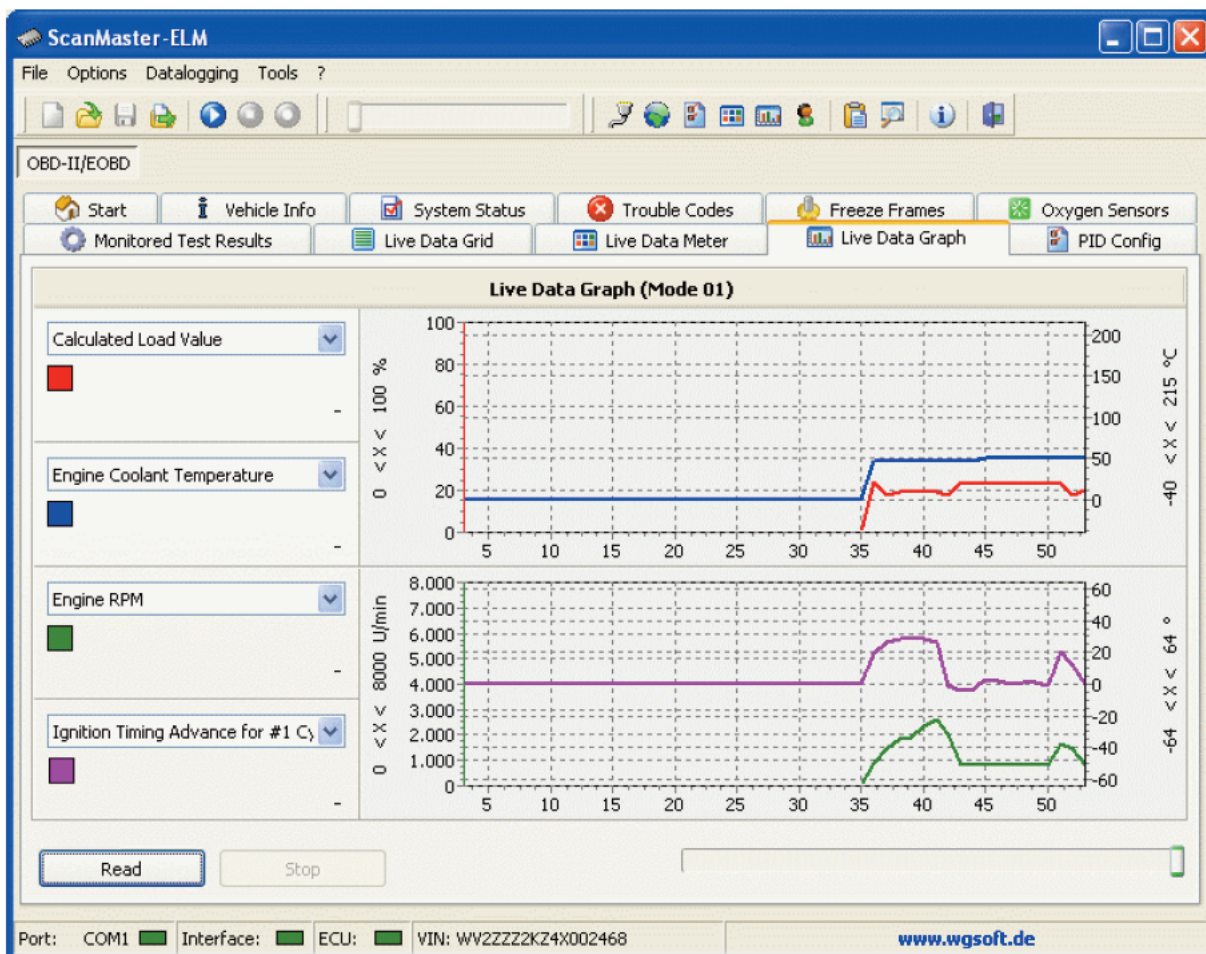 ScanMaster-ELM
File Options Datalogging Tools ?
OBD-II/EOBD
Start Vehicle Info System Status Trouble Codes Freeze Frames Oxygen Sensors
Monitored Test Results Live Data Grid Live Data Meter Live Data Graph PID Config
Live Data Graph (Mode 01)
Calculated Load Value
-
Engine Coolant Temperature
-
0 < X < 100 %
100
80
60
40
20
0
5 10 15 20 25 30 35 40 45 50
200
150
100
50
0
-40 < X < 215 °C
Engine RPM
-
Ignition Timing Advance for #1 Cy
-
0 < X < 8000 U/min
8.000
7.000
6.000
5.000
4.000
3.000
2.000
1.000
0
5 10 15 20 25 30 35 40 45 50
60
40
20
0
-20
-40
-60
-64 < X < 64 °
Read Stop
Port: COM1 Interface: ECU: VIN: WV2ZZZ2KZ4X002468 www.wgsoft.de